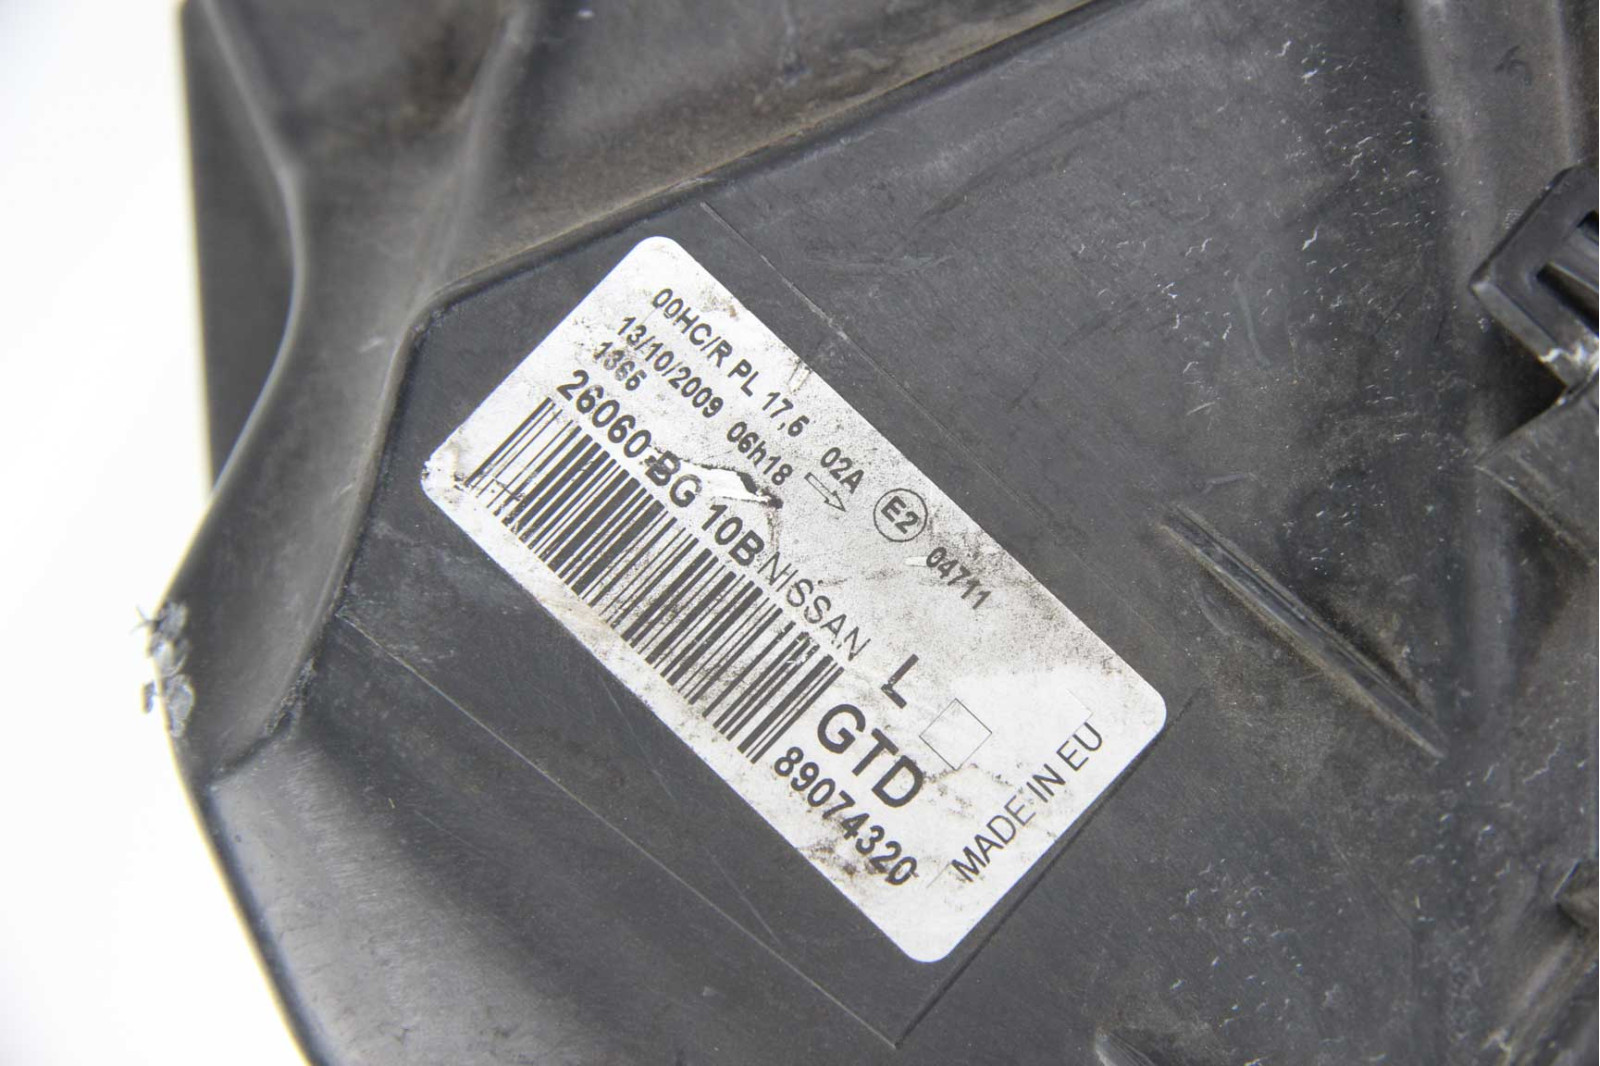 00HC/R PL 17,5 02A E2 04711
13/10/2009 06h18
1366
26060 BG 10B NISSAN L
GTD
89074320
MADE IN EU